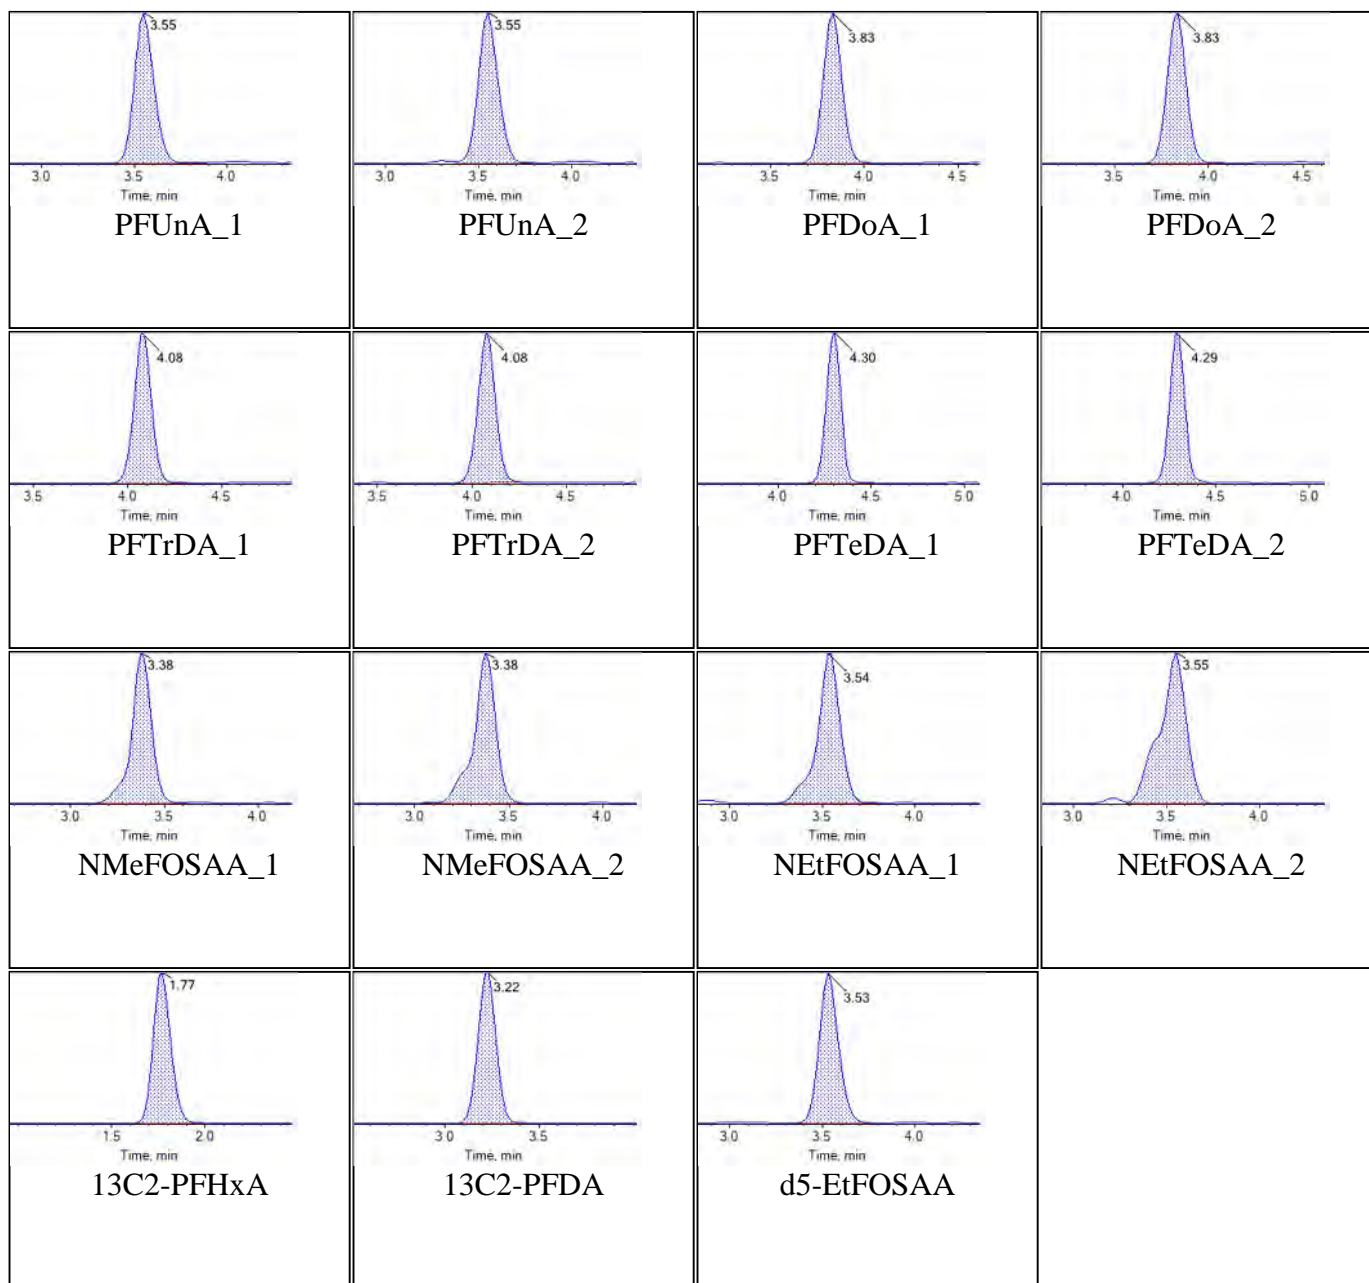 3.55
3.0 3.5 4.0
Time, min
PFUnA_1
3.55
3.0 3.5 4.0
Time, min
PFUnA_2
3.83
3.5 4.0 4.5
Time, min
PFDoA_1
3.83
3.5 4.0 4.5
Time, min
PFDoA_2
4.08
3.5 4.0 4.5
Time, min
PFTrDA_1
4.08
3.5 4.0 4.5
Time, min
PFTrDA_2
4.30
4.0 4.5 5.0
Time, min
PFTeDA_1
4.29
4.0 4.5 5.0
Time, min
PFTeDA_2
3.38
3.0 3.5 4.0
Time, min
NMeFOSAA_1
3.38
3.0 3.5 4.0
Time, min
NMeFOSAA_2
3.54
3.0 3.5 4.0
Time, min
NEtFOSAA_1
3.55
3.0 3.5 4.0
Time, min
NEtFOSAA_2
1.77
1.5 2.0
Time, min
13C2-PFHxA
3.22
3.0 3.5
Time, min
13C2-PFDA
3.53
3.0 3.5 4.0
Time, min
d5-EtFOSAA